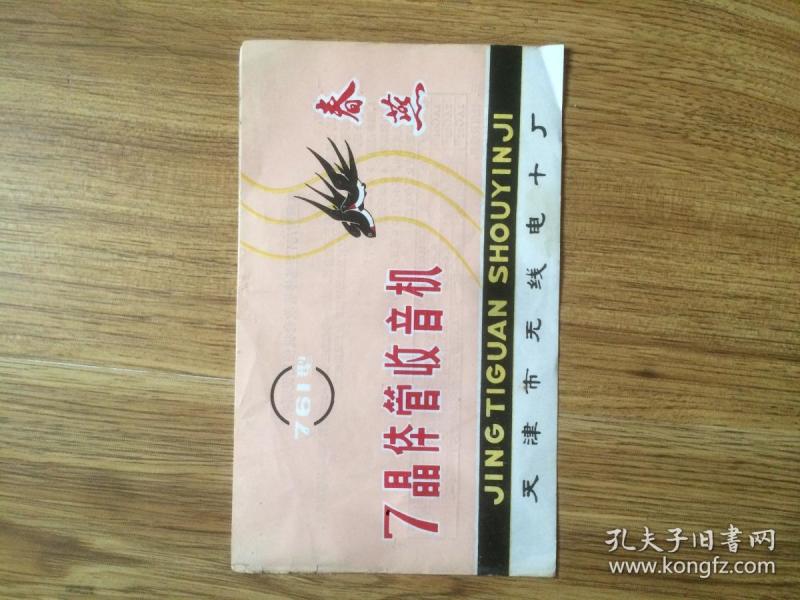 春燕
761型
7晶体管收音机
JINGTIGUAN SHOUYINJI
天津市无线电十厂
孔夫子旧書网
www.kongfz.com